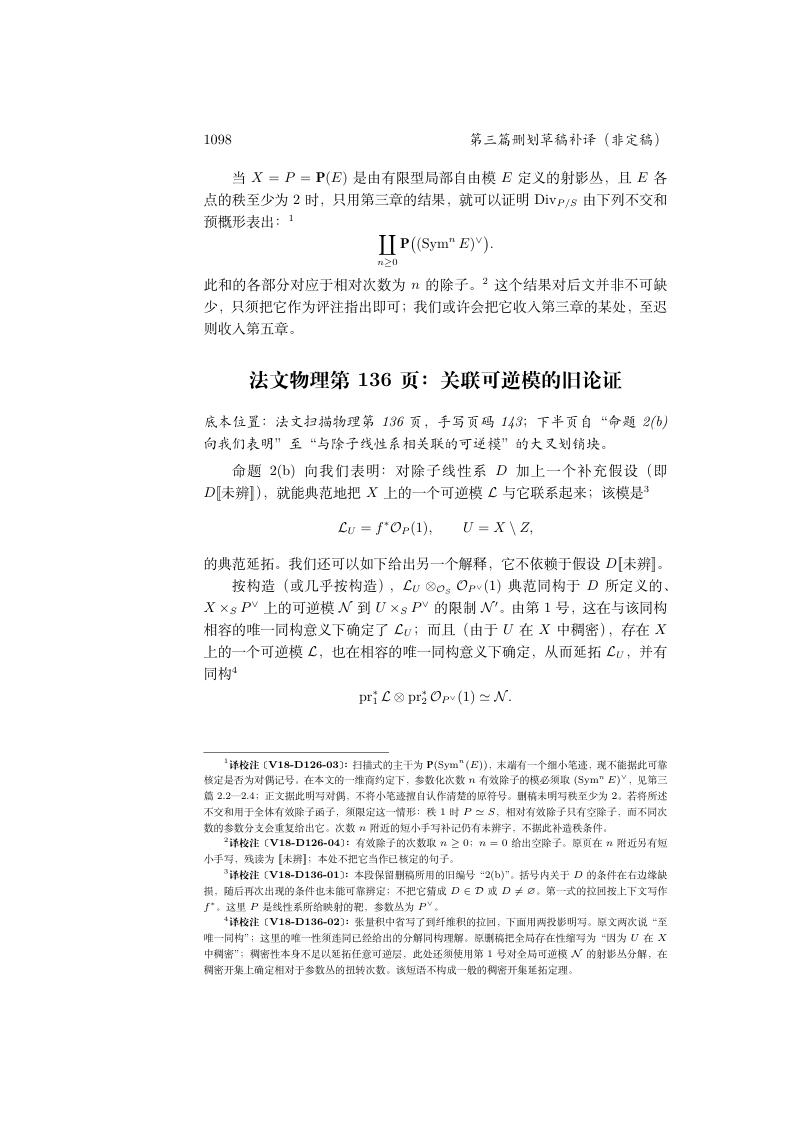 1098 第三篇删划草稿补译（非定稿）
当 X = P = P(E) 是由有限型局部自由模 E 定义的射影丛，且 E 各
点的秩至少为 2 时，只用第三章的结果，就可以证明 Div_{P/S} 由下列不交和
预概形表出：¹
∐_{n≥0} P((Symⁿ E)^∨).
此和的各部分对应于相对次数为 n 的除子。² 这个结果对后文并非不可缺
少，只须把它作为评注指出即可；我们或许会把它收入第三章的某处，至迟
则收入第五章。
法文物理第 136 页：关联可逆模的旧论证
底本位置：法文扫描物理第 136 页，手写页码 143；下半页自 “命题 2(b)
向我们表明” 至 “与除子线性系相关联的可逆模” 的大叉划销块。
命题 2(b) 向我们表明：对除子线性系 D 加上一个补充假设（即
D⟦未辨⟧），就能典范地把 X 上的一个可逆模 ℒ 与它联系起来；该模是³
ℒ_U = f*𝒪_P(1), U = X \ Z,
的典范延拓。我们还可以如下给出另一个解释，它不依赖于假设 D⟦未辨⟧。
按构造（或几乎按构造），ℒ_U ⊗_{𝒪_S} 𝒪_{P^∨}(1) 典范同构于 D 所定义的、
X ×_S P^∨ 上的可逆模 𝒩 到 U ×_S P^∨ 的限制 𝒩′。由第 1 号，这在与该同构
相容的唯一同构意义下确定了 ℒ_U；而且（由于 U 在 X 中稠密），存在 X
上的一个可逆模 ℒ，也在相容的唯一同构意义下确定，从而延拓 ℒ_U，并有
同构⁴
pr₁* ℒ ⊗ pr₂* 𝒪_{P^∨}(1) ≃ 𝒩.
¹译校注〔V18-D126-03〕：扫描式的主干为 P(Symⁿ(E))，末端有一个细小笔迹，现不能据此可靠
核定是否为对偶记号。在本文的一维商约定下，参数化次数 n 有效除子的模必须取 (Symⁿ E)^∨，见第三
篇 2.2—2.4；正文据此明写对偶，不将小笔迹擅自认作清楚的原符号。删稿未明写秩至少为 2。若将所述
不交和用于全体有效除子函子，须限定这一情形：秩 1 时 P ≃ S，相对有效除子只有空除子，而不同次
数的参数分支会重复给出它。次数 n 附近的短小手写补记仍有未辨字，不据此补造秩条件。
²译校注〔V18-D126-04〕：有效除子的次数取 n ≥ 0；n = 0 给出空除子。原页在 n 附近另有短
小手写，残读为 ⟦未辨⟧；本处不把它当作已核定的句子。
³译校注〔V18-D136-01〕：本段保留删稿所用的旧编号 “2(b)”。括号内关于 D 的条件在右边缘缺
损，随后再次出现的条件也未能可靠辨定；不把它猜成 D ∈ 𝒟 或 D ≠ ∅。第一式的拉回按上下文写作
f*。这里 P 是线性系所给映射的靶，参数丛为 P^∨。
⁴译校注〔V18-D136-02〕：张量积中省写了到纤维积的拉回，下面用两投影明写。原文两次说 “至
唯一同构”；这里的唯一性须连同已经给出的分解同构理解。原删稿把全局存在性缩写为 “因为 U 在 X
中稠密”；稠密性本身不足以延拓任意可逆层，此处还须使用第 1 号对全局可逆模 𝒩 的射影丛分解，在
稠密开集上确定相对于参数丛的扭转次数。该短语不构成一般的稠密开集延拓定理。